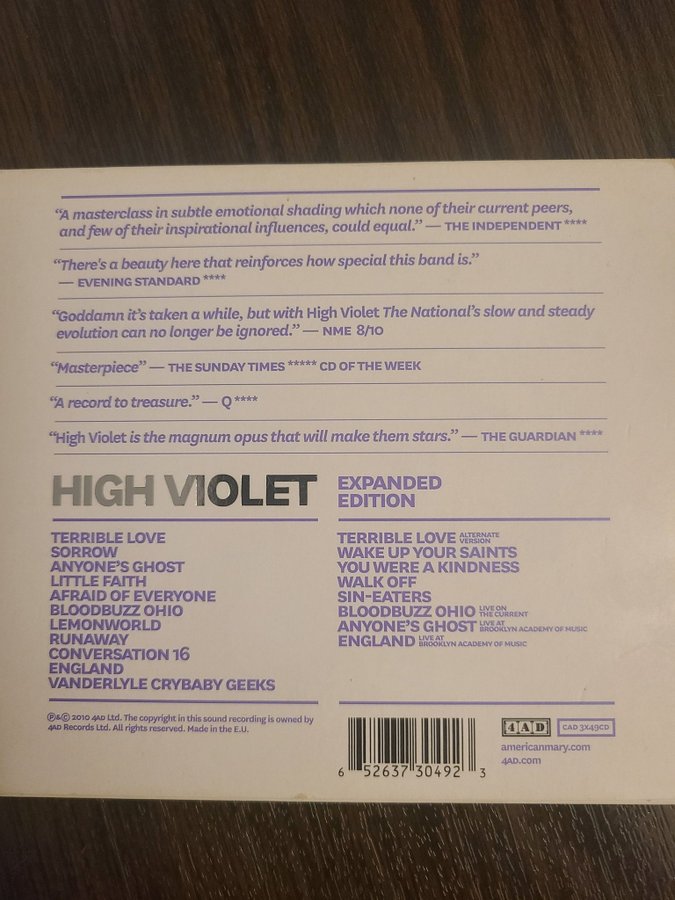 “A masterclass in subtle emotional shading which none of their current peers,
and few of their inspirational influences, could equal.” — THE INDEPENDENT ****
“There's a beauty here that reinforces how special this band is.”
— EVENING STANDARD ****
“Goddamn it's taken a while, but with High Violet The National's slow and steady
evolution can no longer be ignored.” — NME 8/10
“Masterpiece” — THE SUNDAY TIMES ***** CD OF THE WEEK
“A record to treasure.” — Q ****
“High Violet is the magnum opus that will make them stars.” — THE GUARDIAN ****
HIGH VIOLET
TERRIBLE LOVE
SORROW
ANYONE'S GHOST
LITTLE FAITH
AFRAID OF EVERYONE
BLOODBUZZ OHIO
LEMONWORLD
RUNAWAY
CONVERSATION 16
ENGLAND
VANDERLYLE CRYBABY GEEKS
EXPANDED
EDITION
TERRIBLE LOVE ALTERNATE VERSION
WAKE UP YOUR SAINTS
YOU WERE A KINDNESS
WALK OFF
SIN-EATERS
BLOODBUZZ OHIO LIVE ON THE CURRENT
ANYONE'S GHOST LIVE AT BROOKLYN ACADEMY OF MUSIC
ENGLAND LIVE AT BROOKLYN ACADEMY OF MUSIC
℗&© 2010 4AD Ltd. The copyright in this sound recording is owned by
4AD Records Ltd. All rights reserved. Made in the E.U.
6 52637 30492 3
4AD CAD 3X49CD
americanmary.com
4AD.com